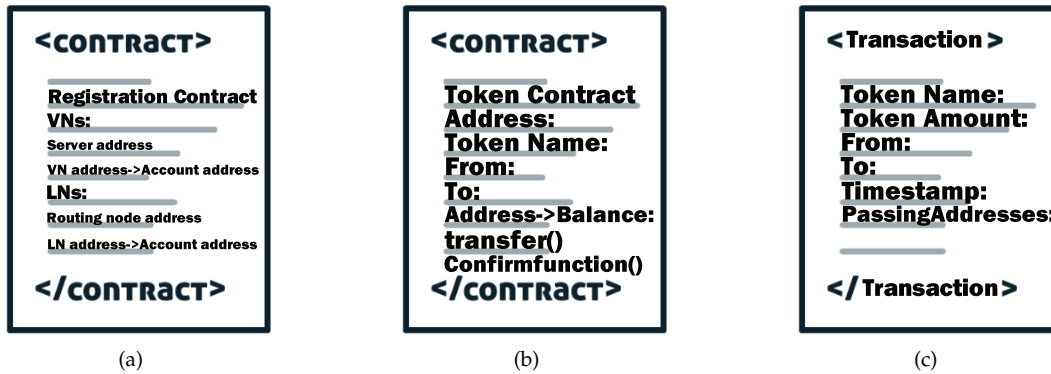 <contract>
Registration Contract
VNs:
Server address
VN address->Account address
LNs:
Routing node address
LN address->Account address
</contract>
(a)
<contract>
Token Contract
Address:
Token Name:
From:
To:
Address->Balance:
transfer()
Confirmfunction()
</contract>
(b)
<Transaction>
Token Name:
Token Amount:
From:
To:
Timestamp:
PassingAddresses:
</Transaction>
(c)